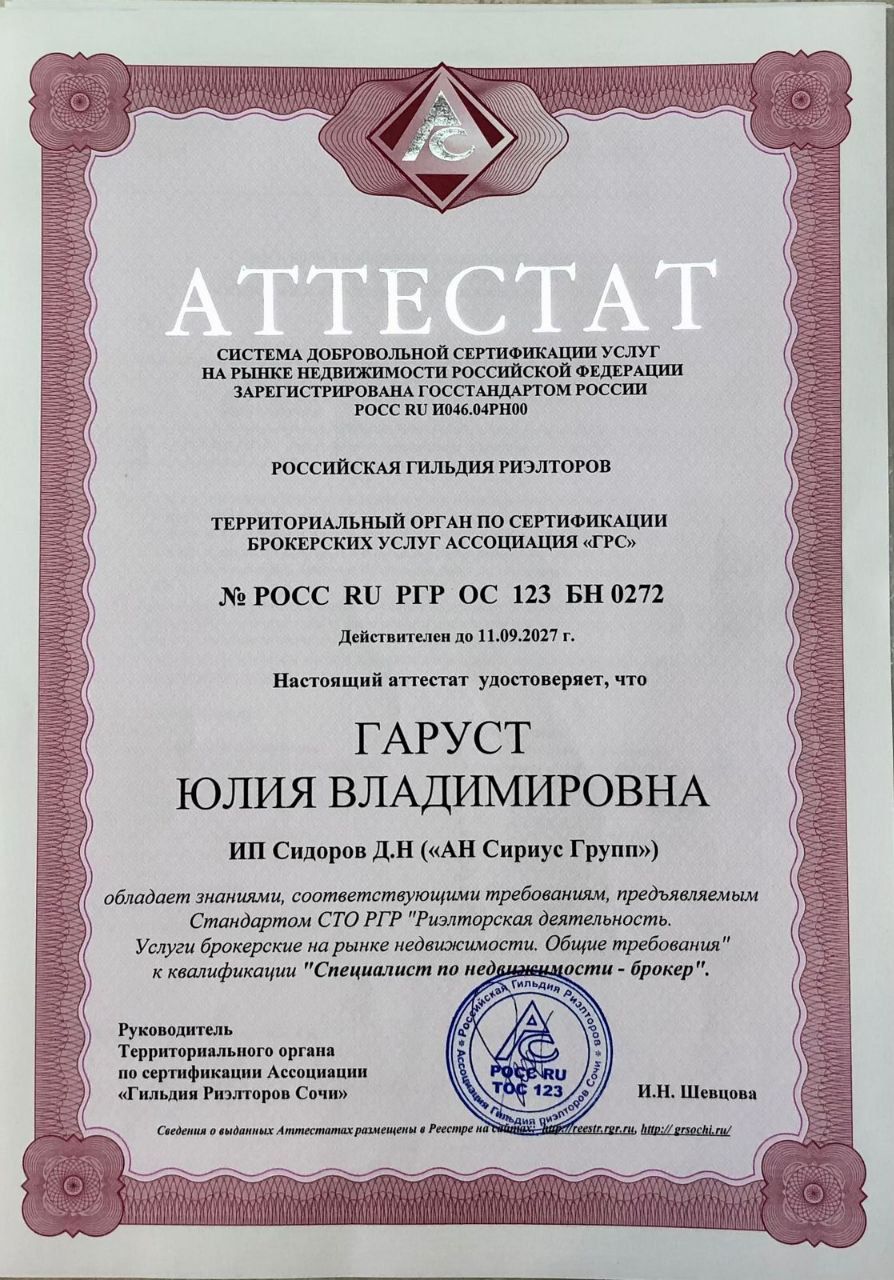 АТТЕСТАТ
СИСТЕМА ДОБРОВОЛЬНОЙ СЕРТИФИКАЦИИ УСЛУГ
НА РЫНКЕ НЕДВИЖИМОСТИ РОССИЙСКОЙ ФЕДЕРАЦИИ
ЗАРЕГИСТРИРОВАНА ГОССТАНДАРТОМ РОССИИ
РОСС RU И046.04РН00
РОССИЙСКАЯ ГИЛЬДИЯ РИЭЛТОРОВ
ТЕРРИТОРИАЛЬНЫЙ ОРГАН ПО СЕРТИФИКАЦИИ
БРОКЕРСКИХ УСЛУГ АССОЦИАЦИЯ «ГРС»
№ РОСС RU РГР ОС 123 БН 0272
Действителен до 11.09.2027 г.
Настоящий аттестат удостоверяет, что
ГАРУСТ
ЮЛИЯ ВЛАДИМИРОВНА
ИП Сидоров Д.Н («АН Сириус Групп»)
обладает знаниями, соответствующими требованиям, предъявляемым
Стандартом СТО РГР "Риэлторская деятельность.
Услуги брокерские на рынке недвижимости. Общие требования"
к квалификации "Специалист по недвижимости - брокер".
Руководитель
Территориального органа
по сертификации Ассоциации
«Гильдия Риэлторов Сочи»
Российская Гильдия Риэлторов
Ассоциация Гильдия риэлторов Сочи
РОСС RU
ТОС 123
И.Н. Шевцова
Сведения о выданных Аттестатах размещены в Реестре на сайтах: http://reestr.rgr.ru, http:// grsochi.ru/